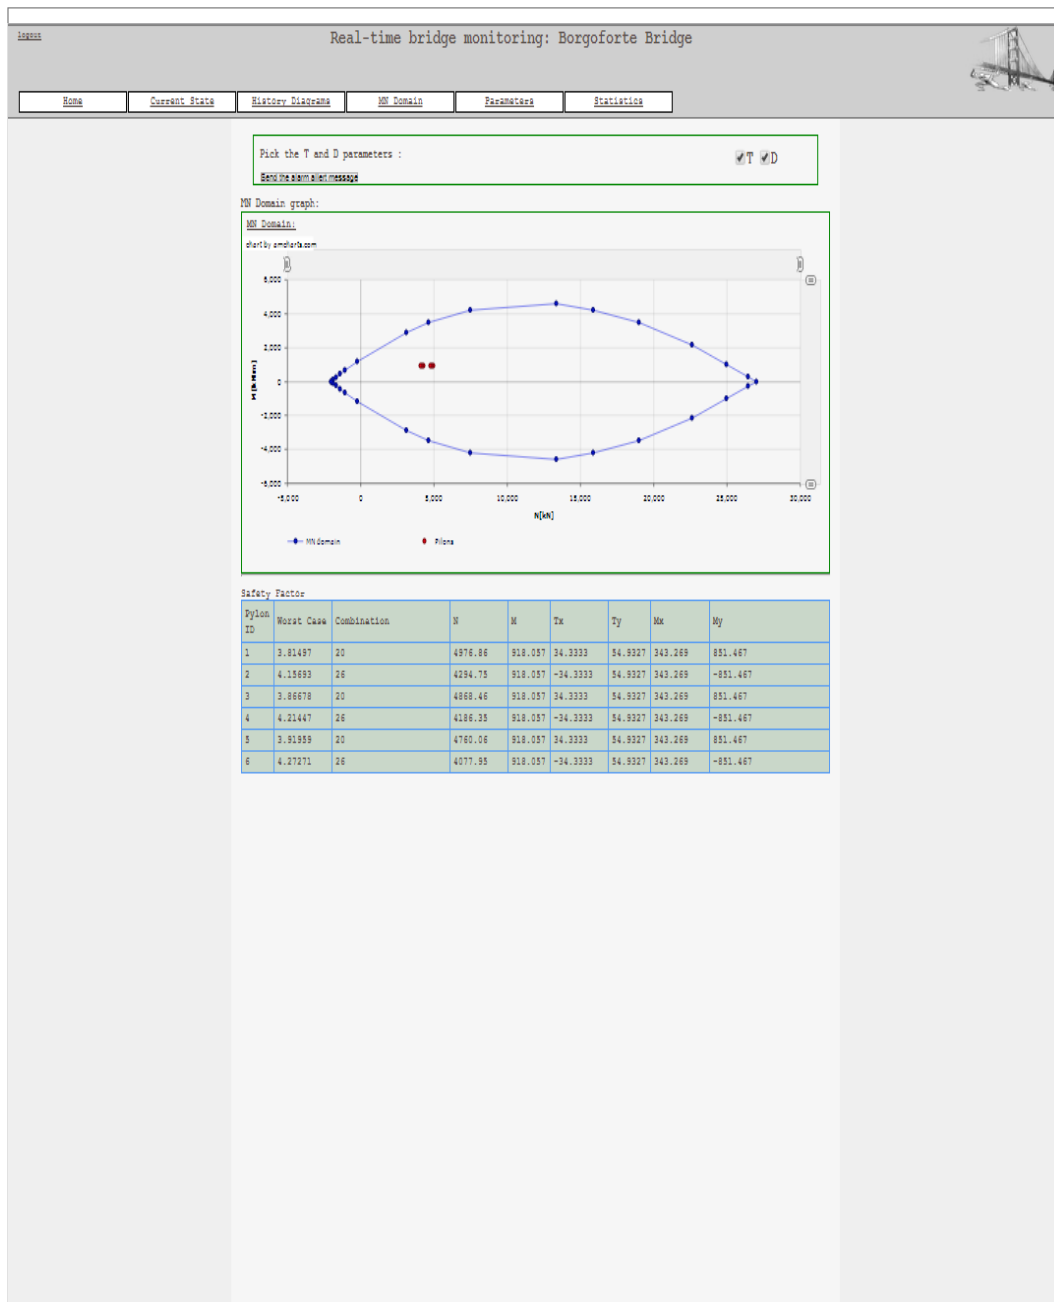 Logout
Real-time bridge monitoring: Borgoforte Bridge
Home Current State History Diagrams MN Domain Parameters Statistics
Pick the T and D parameters :
T D
Send the alarm alert message
MN Domain graph:
MN Domain:
chart by amcharts.com
4,000
2,000
0
-2,000
-4,000
-5,000 0 5,000 10,000 15,000 20,000 25,000 30,000
N[kN]
MN domain Pilons
Safety Factor
Pylon ID Worst Case Combination N M Tx Ty Mx My
1 3.81497 20 4976.86 918.057 34.3333 54.9327 343.269 851.467
2 4.15693 26 4294.75 918.057 -34.3333 54.9327 343.269 -851.467
3 3.86678 20 4868.46 918.057 34.3333 54.9327 343.269 851.467
4 4.21447 26 4186.35 918.057 -34.3333 54.9327 343.269 -851.467
5 3.91959 20 4760.06 918.057 34.3333 54.9327 343.269 851.467
6 4.27271 26 4077.95 918.057 -34.3333 54.9327 343.269 -851.467